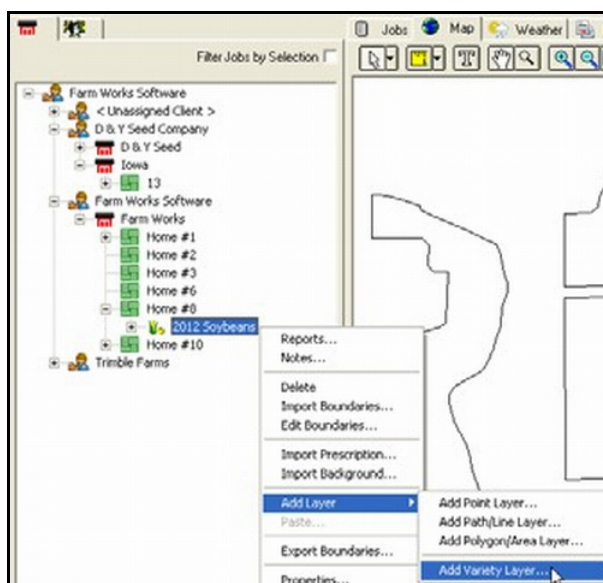 Jobs Map Weather
Filter Jobs by Selection
Farm Works Software
< Unassigned Client >
D & Y Seed Company
D & Y Seed
Iowa
13
Farm Works Software
Farm Works
Home #1
Home #2
Home #3
Home #6
Home #8
2012 Soybeans
Home #10
Trimble Farms
Reports...
Notes...
Delete
Import Boundaries...
Edit Boundaries...
Import Prescription...
Import Background...
Add Layer
Paste...
Export Boundaries...
Properties...
Add Point Layer...
Add Path/Line Layer...
Add Polygon/Area Layer...
Add Variety Layer...